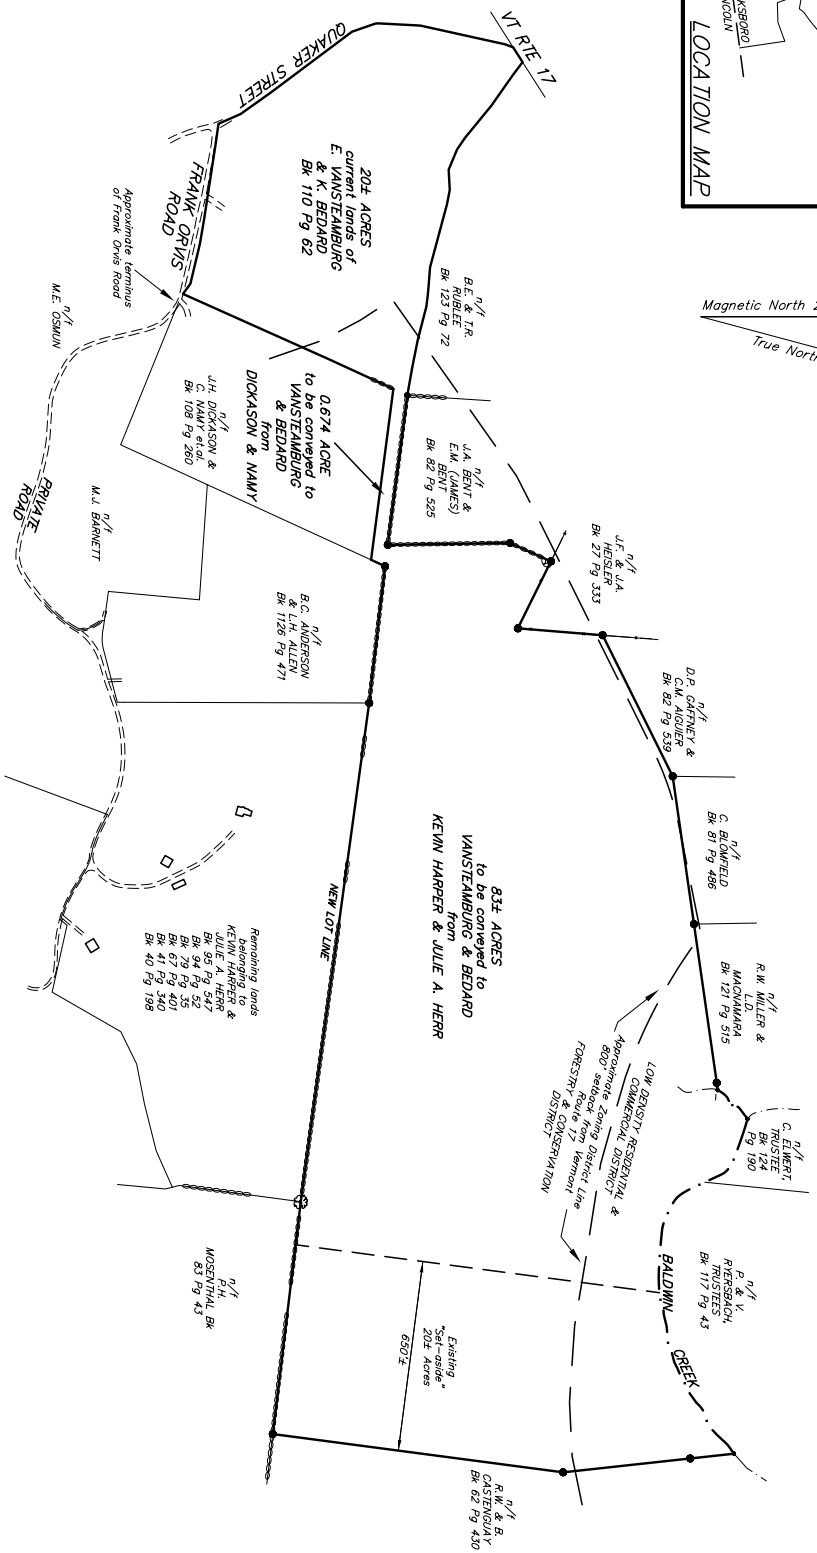 KSBORO
NCOLN
LOCATION MAP
Magnetic North
True North
VT RTE 17
QUAKER STREET
20± ACRES
current lands of
E. VANSTEAMBURG
& K. BEDARD
Bk 110 Pg 62
FRANK ORVIS
ROAD
Approximate terminus
of Frank Orvis Road
n/f
M.E. OSMUN
n/f
B.E. & T.R.
RUBLEE
Bk 123 Pg 72
0.674 ACRE
to be conveyed to
VANSTEAMBURG
& BEDARD
from
DICKASON & NAMY
n/f
J.H. DICKASON &
C. NAMY et.al.
Bk 108 Pg 260
n/f
J.A. BENT &
E.M. (JAMES)
BENT
Bk 82 Pg 525
n/f
M.J. BARNETT
PRIVATE
ROAD
n/f
J.F. & J.A.
HEISLER
Bk 27 Pg 333
n/f
B.C. ANDERSON
& L.H. ALLEN
Bk 1126 Pg 471
n/f
D.P. GAFFNEY &
C.M. AIGUIER
Bk 82 Pg 539
n/f
C. BLOMFIELD
Bk 81 Pg 486
83± ACRES
to be conveyed to
VANSTEAMBURG & BEDARD
from
KEVIN HARPER & JULIE A. HERR
NEW LOT LINE
Remaining lands
belonging to
KEVIN HARPER &
JULIE A. HERR
Bk 95 Pg 547
Bk 94 Pg 52
Bk 79 Pg 35
Bk 67 Pg 401
Bk 41 Pg 340
Bk 40 Pg 198
n/f
R.W. MILLER &
L.D.
MACNAMARA
Bk 121 Pg 515
LOW DENSITY RESIDENTIAL &
COMMERCIAL DISTRICT
Approximate Zoning District Line
800' setback from Vermont
Route 17
FORESTRY & CONSERVATION
DISTRICT
n/f
C. ELWERT,
TRUSTEE
Bk 124
Pg 190
n/f
P. & V.
RYERSBACH,
TRUSTEES
Bk 117 Pg 43
BALDWIN
CREEK
n/f
P.H.
MOSENTHAL Bk
83 Pg 43
Existing
"Set-aside"
20± Acres
650'±
n/f
R.W. & B.
CASTENGUAY
Bk 62 Pg 430